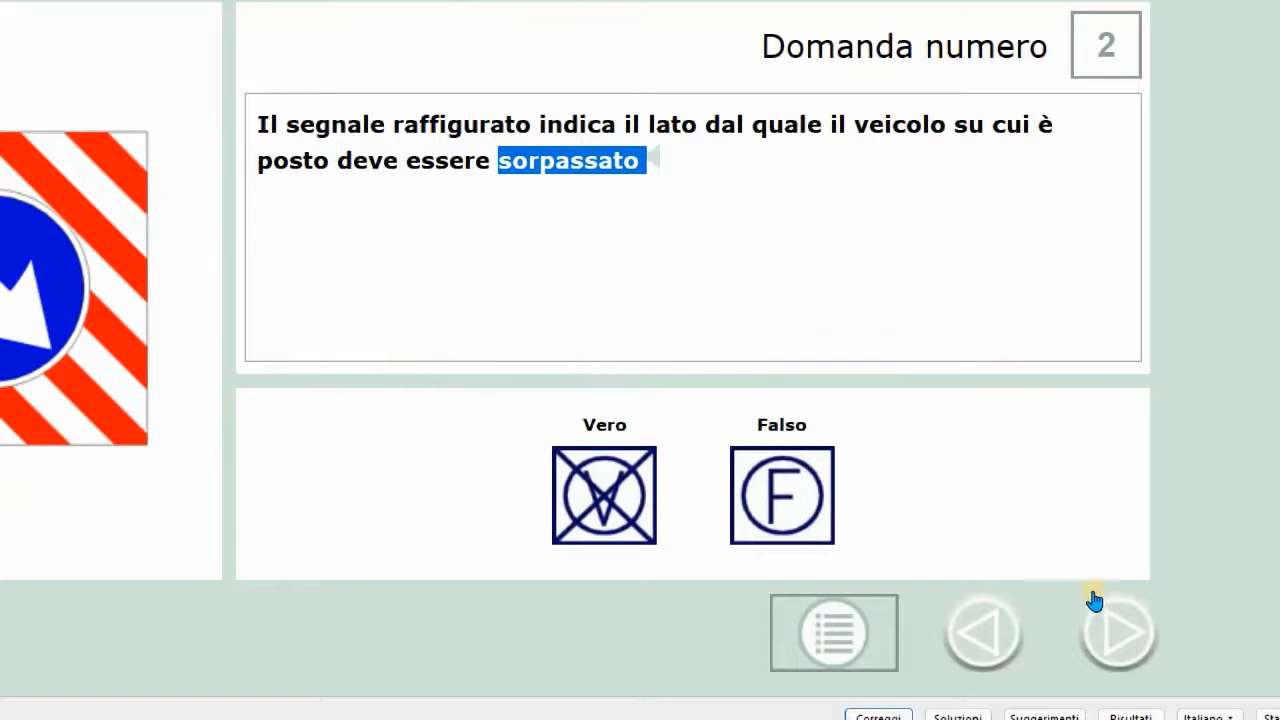 Domanda numero 2
Il segnale raffigurato indica il lato dal quale il veicolo su cui è
posto deve essere sorpassato
Vero Falso
V F
Correggi Soluzioni Suggerimenti Risultati Italiano